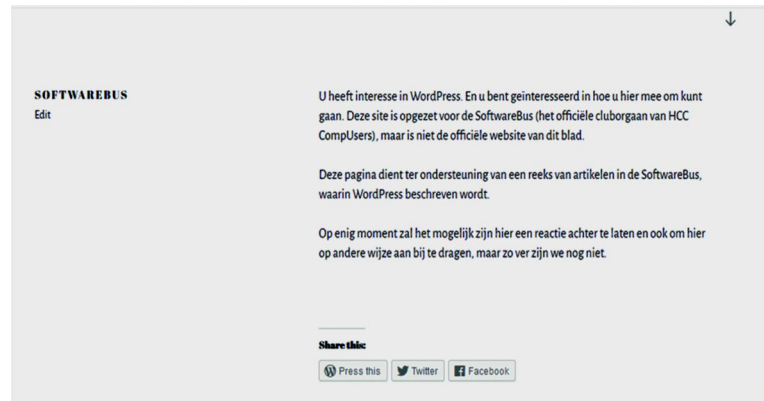 SOFTWAREBUS
Edit
U heeft interesse in WordPress. En u bent geïnteresseerd in hoe u hier mee om kunt
gaan. Deze site is opgezet voor de SoftwareBus (het officiële cluborgaan van HCC
CompUsers), maar is niet de officiële website van dit blad.
Deze pagina dient ter ondersteuning van een reeks van artikelen in de SoftwareBus,
waarin WordPress beschreven wordt.
Op enig moment zal het mogelijk zijn hier een reactie achter te laten en ook om hier
op andere wijze aan bij te dragen, maar zo ver zijn we nog niet.
Share this:
Press this Twitter Facebook